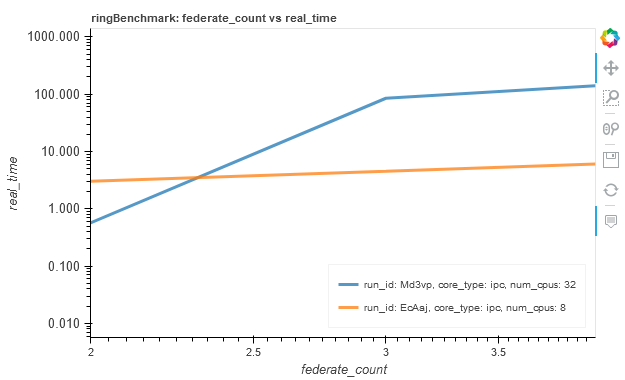 ringBenchmark: federate_count vs real_time
1000.000
100.000
10.000
1.000
0.100
0.010
real_time
run_id: Md3vp, core_type: ipc, num_cpus: 32
run_id: EcAaj, core_type: ipc, num_cpus: 8
2
2.5
3
3.5
federate_count